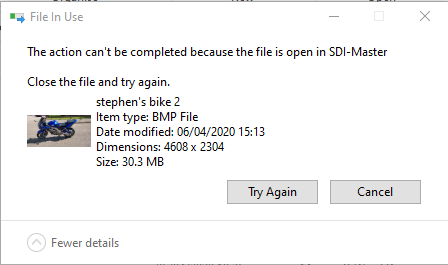 File In Use
The action can't be completed because the file is open in SDI-Master
Close the file and try again.
stephen's bike 2
Item type: BMP File
Date modified: 06/04/2020 15:13
Dimensions: 4608 x 2304
Size: 30.3 MB
Try Again
Cancel
Fewer details